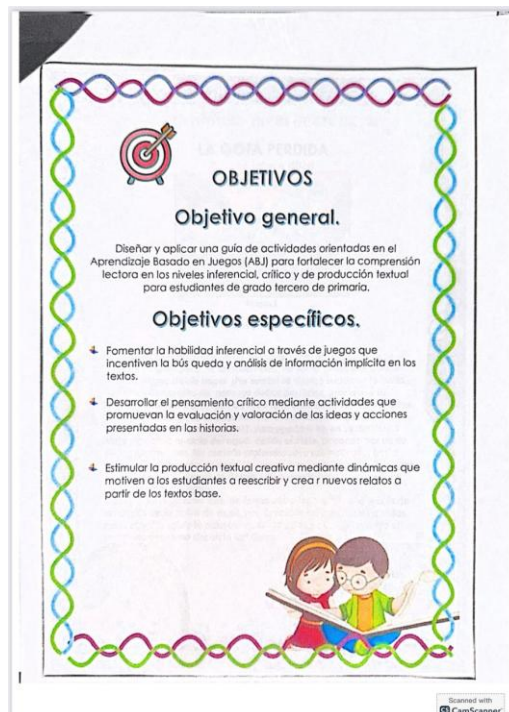 LA GOTA PERDIDA
OBJETIVOS
Objetivo general.
Diseñar y aplicar una guía de actividades orientadas en el
Aprendizaje Basado en Juegos (ABJ) para fortalecer la comprensión
lectora en los niveles inferencial, crítico y de producción textual
para estudiantes de grado tercero de primaria.
Objetivos específicos.
Fomentar la habilidad inferencial a través de juegos que
incentiven la bús queda y análisis de información implícita en los
textos.
Desarrollar el pensamiento crítico mediante actividades que
promuevan la evaluación y valoración de las ideas y acciones
presentadas en las historias.
Estimular la producción textual creativa mediante dinámicas que
motiven a los estudiantes a reescribir y crea r nuevos relatos a
partir de los textos base.
Scanned with
CS CamScanner